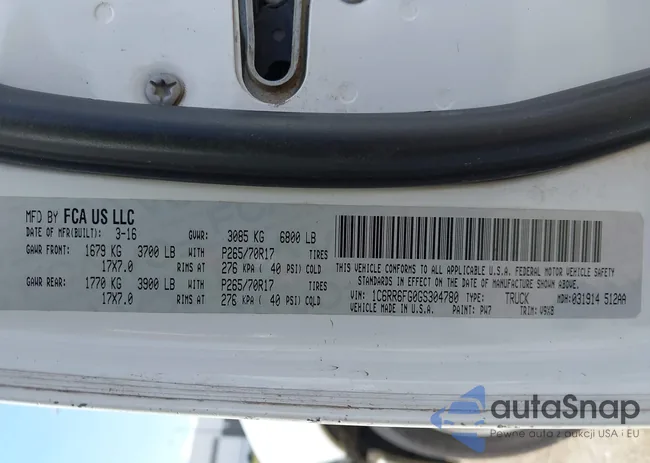 MFD BY FCA US LLC
DATE OF MFR(BUILT): 3-16 GVWR: 3085 KG 6800 LB
GAWR FRONT: 1679 KG 3700 LB WITH P265/70R17 TIRES
17X7.0 RIMS AT 276 KPA ( 40 PSI) COLD
GAWR REAR: 1770 KG 3900 LB WITH P265/70R17 TIRES
17X7.0 RIMS AT 276 KPA ( 40 PSI) COLD
THIS VEHICLE CONFORMS TO ALL APPLICABLE U.S.A. FEDERAL MOTOR VEHICLE SAFETY
STANDARDS IN EFFECT ON THE DATE OF MANUFACTURE SHOWN ABOVE.
VIN: 1C6RR6FG0GS304780 TYPE: TRUCK MDH: 031814 512AA
VEHICLE MADE IN U.S.A. PAINT: PW7 TRIM: V9X8
autaSnap
Pewne auta z aukcji USA i EU